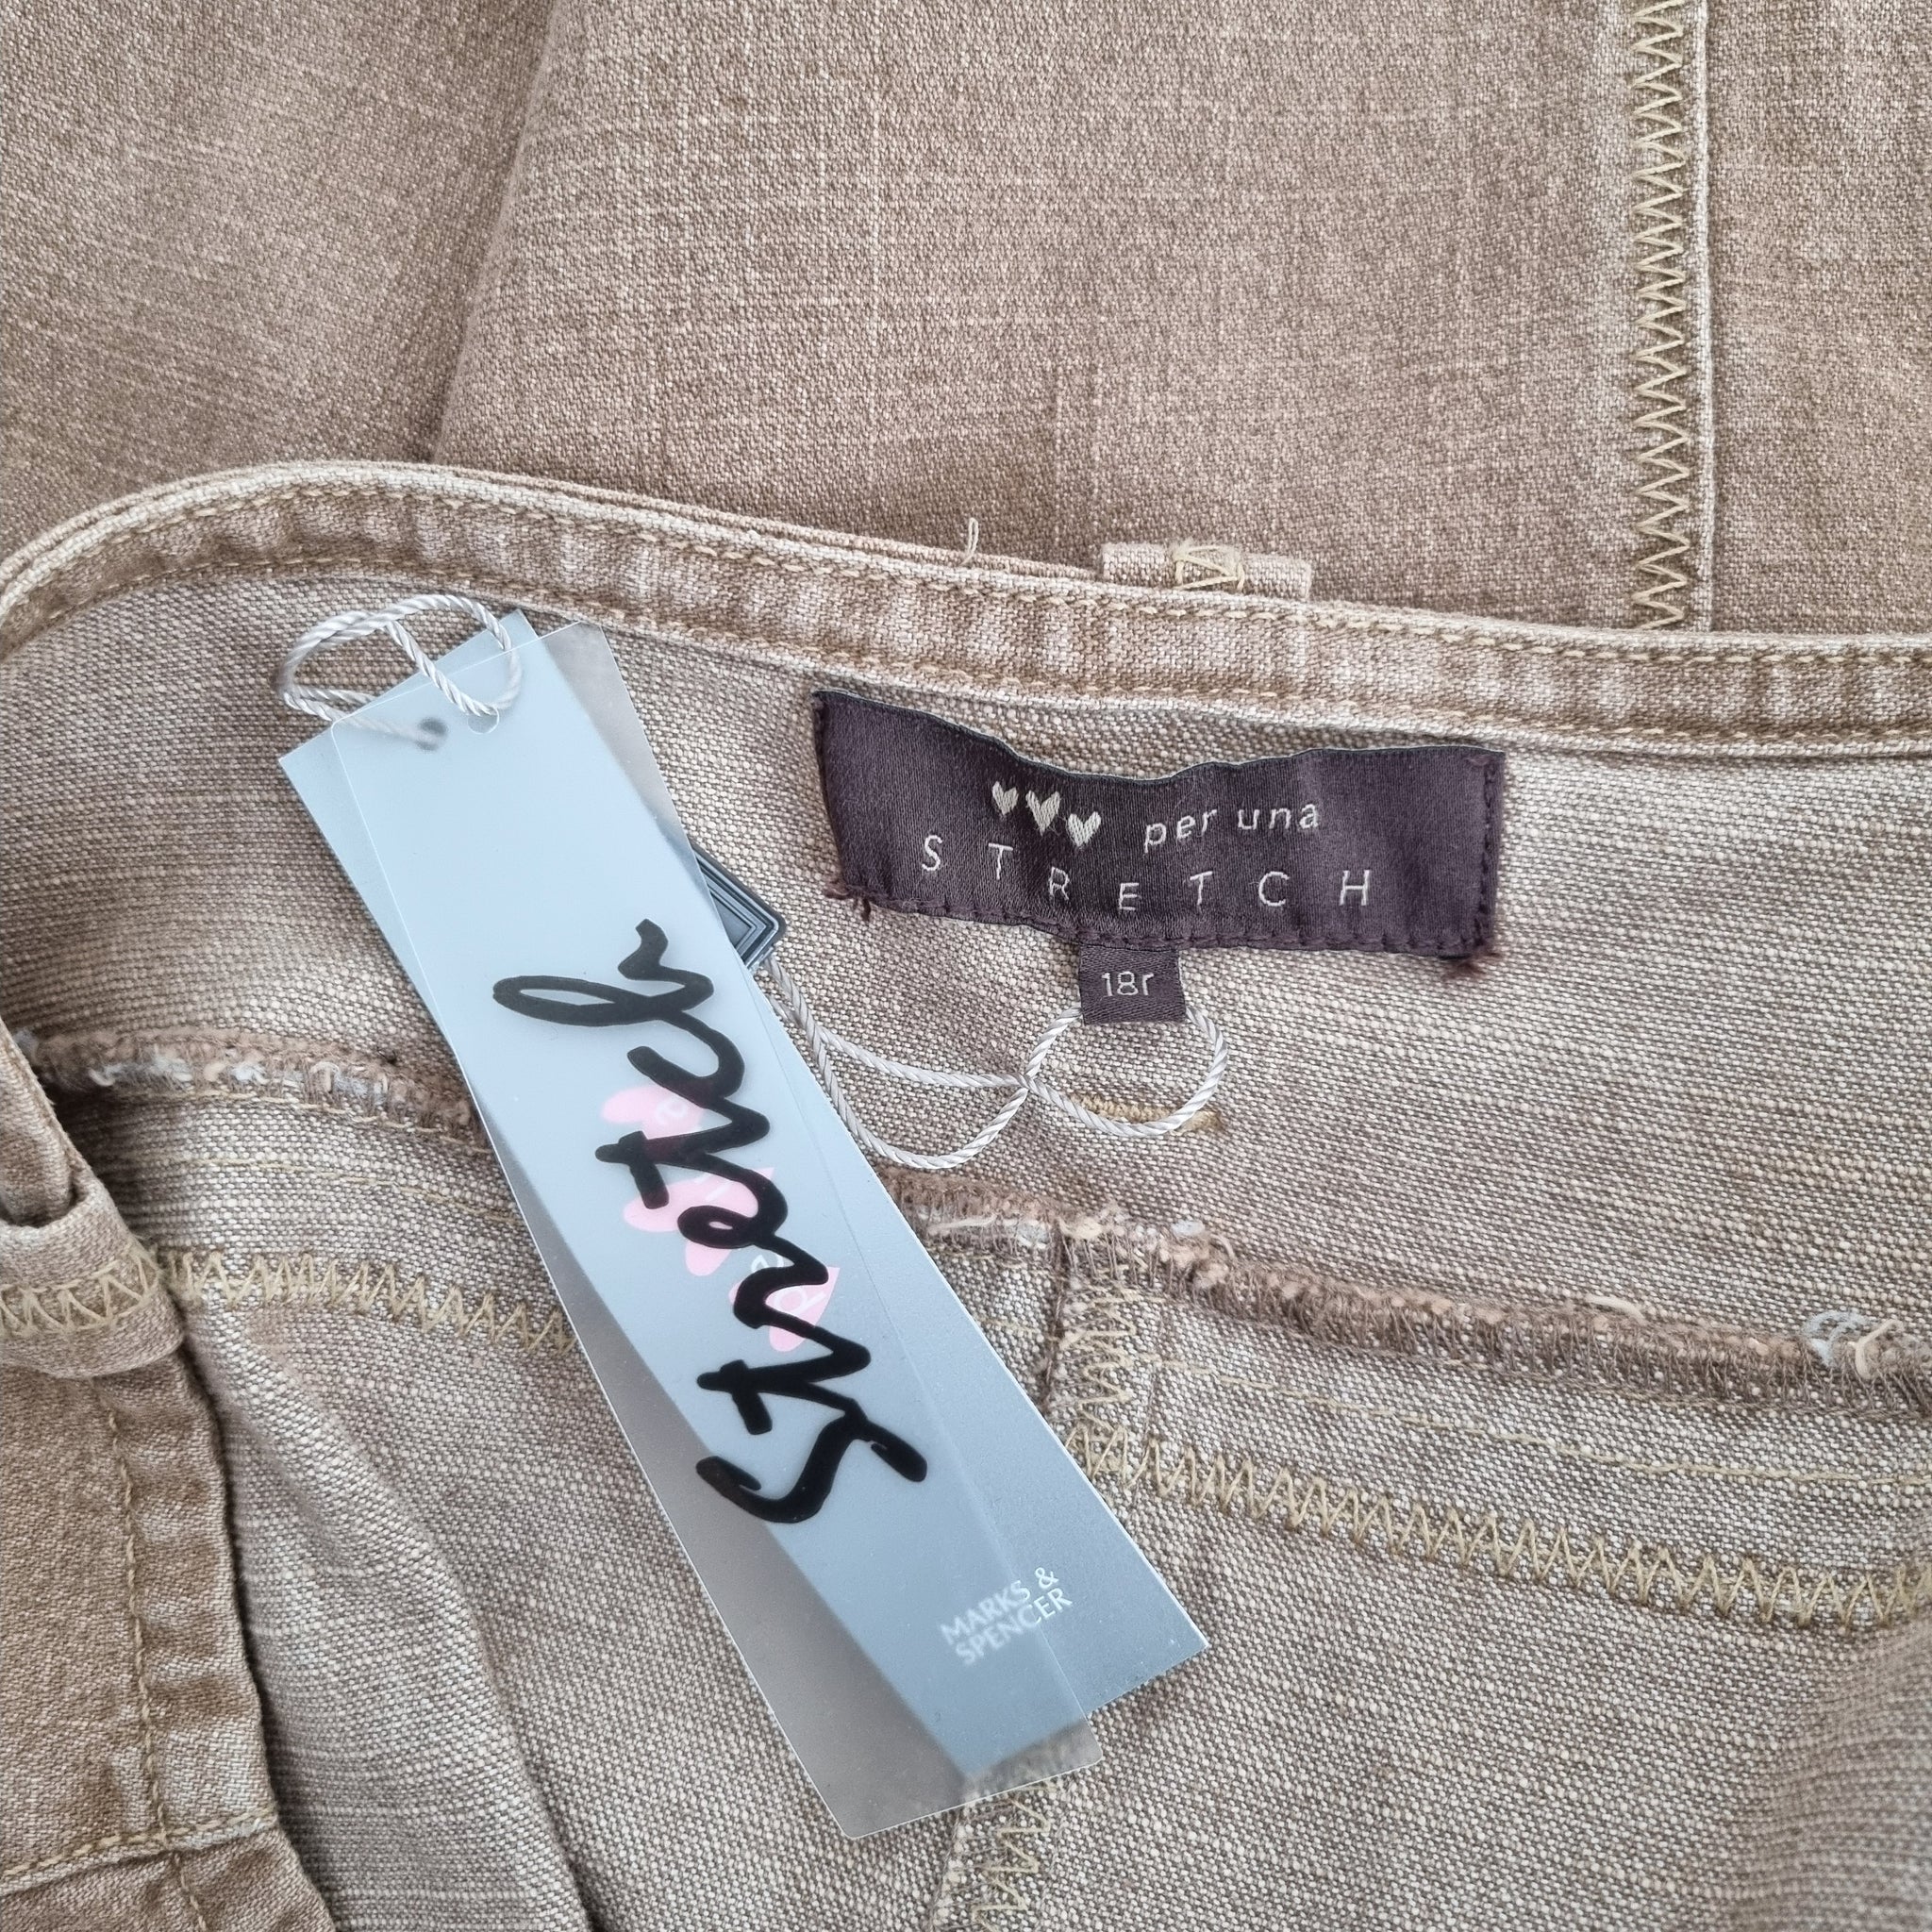 per una
STRETCH
18r
stretch
MARKS &
SPENCER